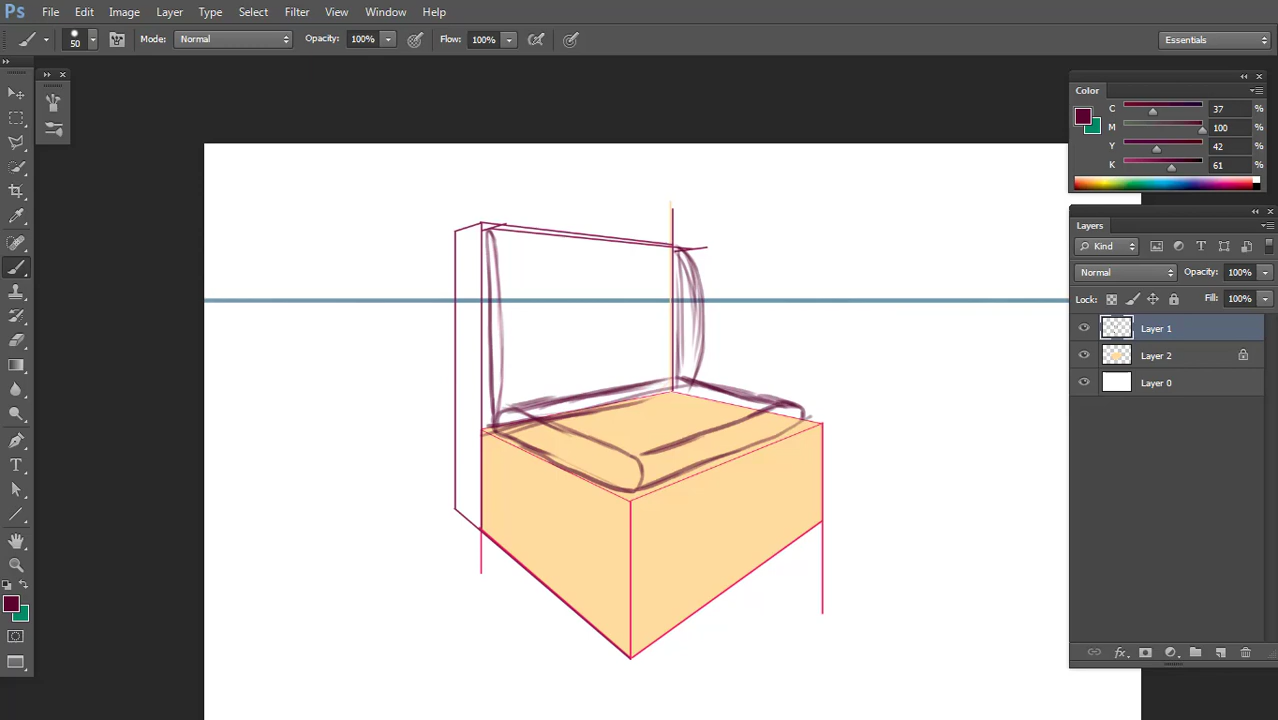 Ps File Edit Image Layer Type Select Filter View Window Help
50 Mode: Normal Opacity: 100% Flow: 100% Essentials
Color
C 37 %
M 100 %
Y 42 %
K 61 %
Layers
Kind
Normal Opacity: 100%
Lock: Fill: 100%
Layer 1
Layer 2
Layer 0
fx